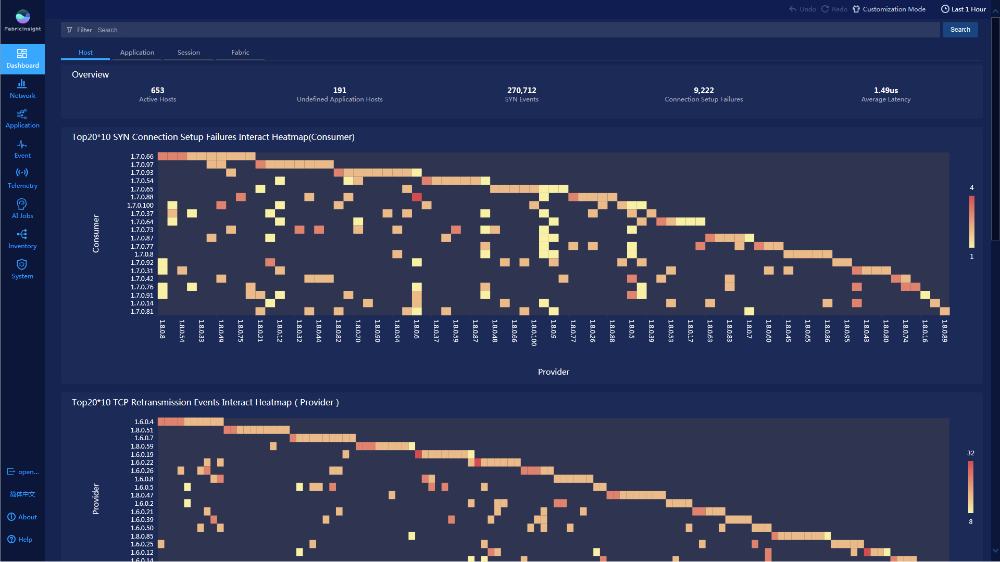 Undo Redo Customization Mode Last 1 Hour
FabricInsight
Filter Search... Search
Host Application Session Fabric
Dashboard
Network
Application
Event
Telemetry
AI Jobs
Inventory
System
open...
简体中文
About
Help
Overview
653 191 270,712 9,222 1.49us
Active Hosts Undefined Application Hosts SYN Events Connection Setup Failures Average Latency
Top20*10 SYN Connection Setup Failures Interact Heatmap(Consumer)
Consumer
1.7.0.66
1.7.0.97
1.7.0.93
1.7.0.54
1.7.0.65
1.7.0.88
1.7.0.100
1.7.0.37
1.7.0.64
1.7.0.73
1.7.0.87
1.7.0.77
1.7.0.8
1.7.0.92
1.7.0.31
1.7.0.42
1.7.0.76
1.7.0.91
1.7.0.14
1.7.0.81
4
1
1.8.0.8 1.8.0.54 1.8.0.33 1.8.0.49 1.8.0.75 1.8.0.21 1.8.0.12 1.8.0.32 1.8.0.44 1.8.0.82 1.8.0.20 1.8.0.90 1.8.0.94 1.8.0.6 1.8.0.37 1.8.0.59 1.8.0.87 1.8.0.48 1.8.0.66 1.8.0.100 1.8.0.9 1.8.0.77 1.8.0.26 1.8.0.88 1.8.0.5 1.8.0.39 1.8.0.53 1.8.0.17 1.8.0.63 1.8.0.83 1.8.0.7 1.8.0.60 1.8.0.45 1.8.0.65 1.8.0.86 1.8.0.95 1.8.0.43 1.8.0.80 1.8.0.74 1.8.0.16 1.8.0.89
Provider
Top20*10 TCP Retransmission Events Interact Heatmap ( Provider )
Provider
1.6.0.4
1.8.0.51
1.6.0.7
1.8.0.59
1.6.0.19
1.6.0.22
1.6.0.26
1.6.0.8
1.6.0.5
1.8.0.47
1.6.0.2
1.6.0.21
1.6.0.39
1.6.0.50
1.8.0.85
1.6.0.25
1.6.0.12
1.6.0.14
32
8